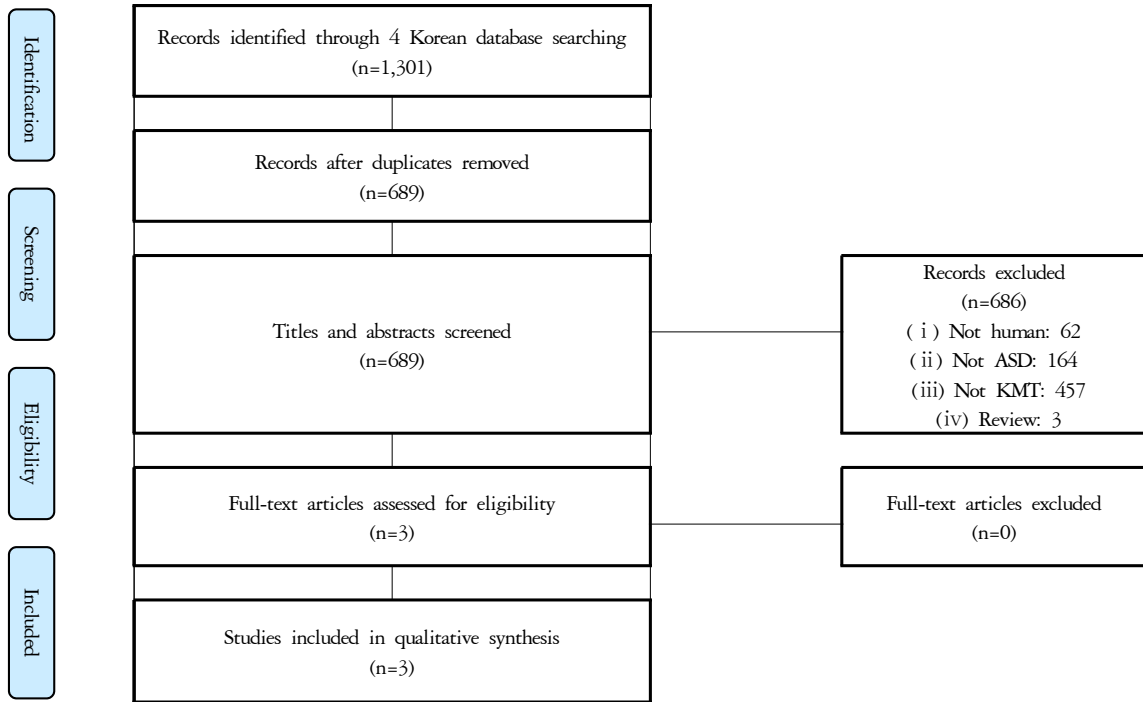 Identification
Records identified through 4 Korean database searching
(n=1,301)
Records after duplicates removed
(n=689)
Screening
Titles and abstracts screened
(n=689)
Records excluded
(n=686)
(ⅰ) Not human: 62
(ⅱ) Not ASD: 164
(ⅲ) Not KMT: 457
(ⅳ) Review: 3
Eligibility
Full-text articles assessed for eligibility
(n=3)
Full-text articles excluded
(n=0)
Included
Studies included in qualitative synthesis
(n=3)